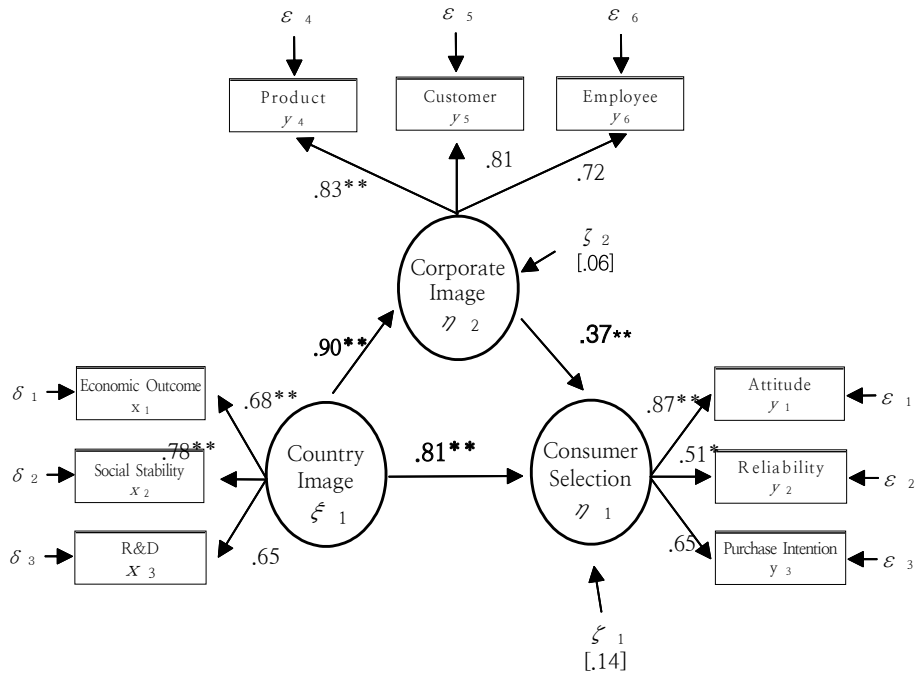 ε 4
ε 5
ε 6
Product
y 4
Customer
y 5
Employee
y 6
.83**
.81
.72
Corporate
Image
η 2
ζ 2
[.06]
.90**
.37**
δ 1
Economic Outcome
x 1
.68**
δ 2
Social Stability
x 2
.78**
δ 3
R&D
x 3
.65
Country
Image
ξ 1
.81**
Consumer
Selection
η 1
.87**
Attitude
y 1
ε 1
.51*
Reliability
y 2
ε 2
.65
Purchase Intention
y 3
ε 3
ζ 1
[.14]